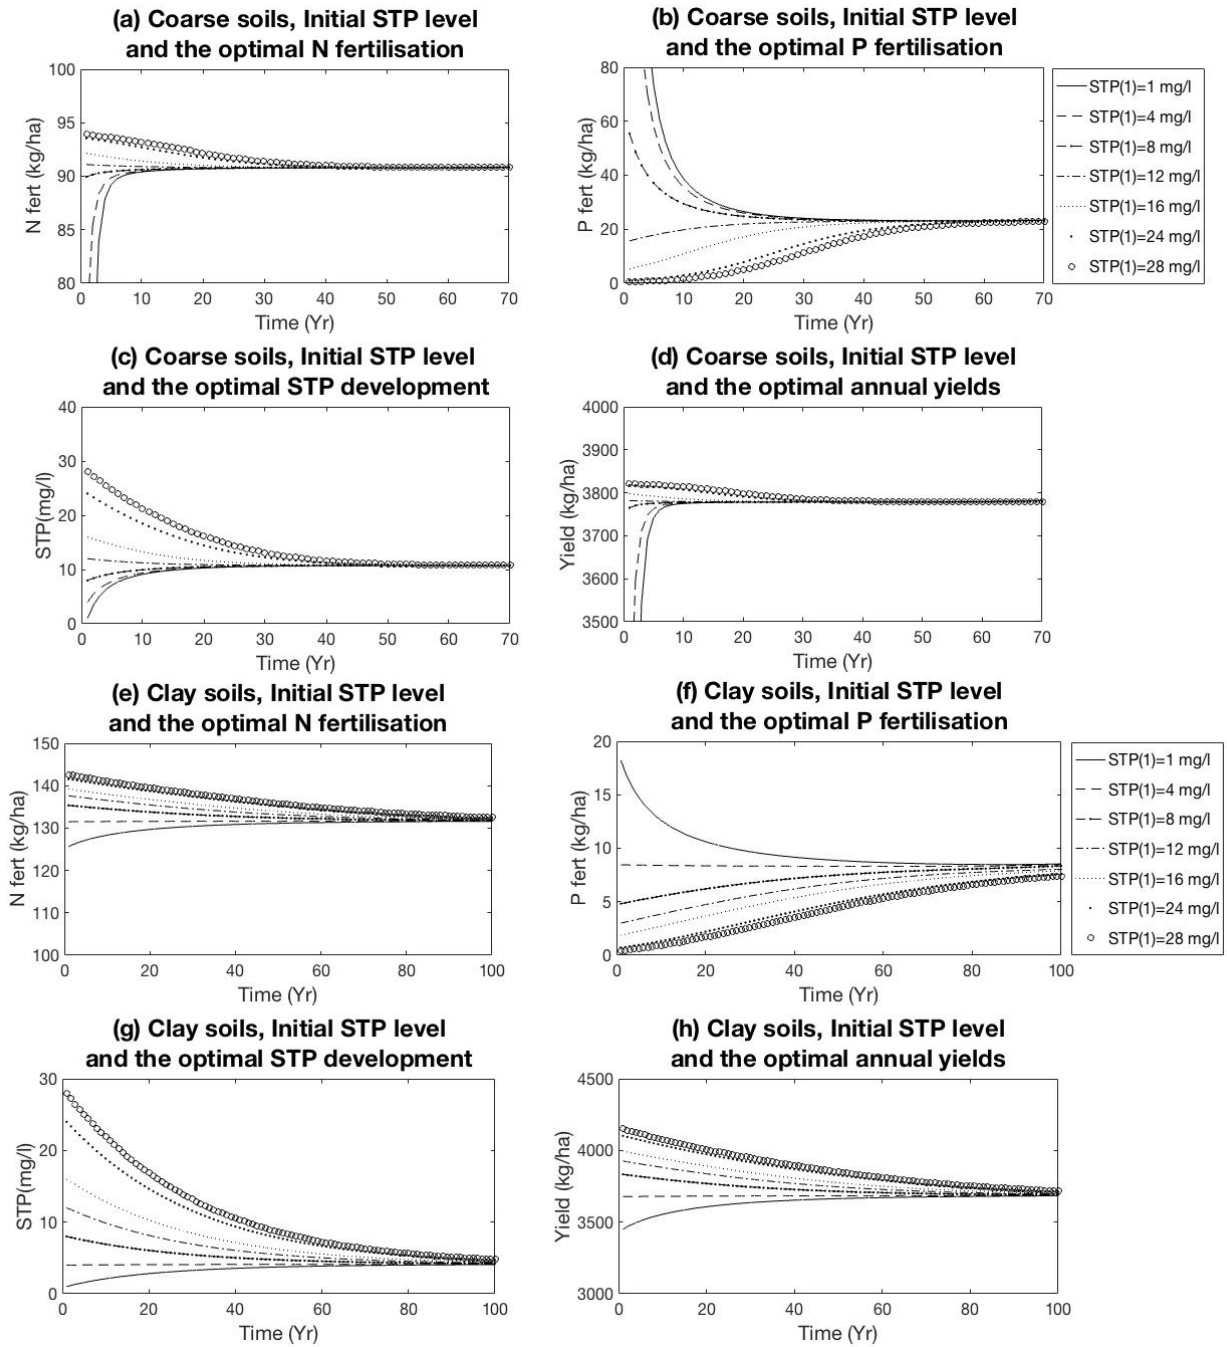 (a) Coarse soils, Initial STP level
and the optimal N fertilisation
100
95
90
85
80
N fert (kg/ha)
0 10 20 30 40 50 60 70
Time (Yr)
(b) Coarse soils, Initial STP level
and the optimal P fertilisation
80
60
40
20
0
P fert (kg/ha)
0 10 20 30 40 50 60 70
Time (Yr)
STP(1)=1 mg/l
STP(1)=4 mg/l
STP(1)=8 mg/l
STP(1)=12 mg/l
STP(1)=16 mg/l
STP(1)=24 mg/l
STP(1)=28 mg/l
(c) Coarse soils, Initial STP level
and the optimal STP development
40
30
20
10
0
STP(mg/l)
0 10 20 30 40 50 60 70
Time (Yr)
(d) Coarse soils, Initial STP level
and the optimal annual yields
4000
3900
3800
3700
3600
3500
Yield (kg/ha)
0 10 20 30 40 50 60 70
Time (Yr)
(e) Clay soils, Initial STP level
and the optimal N fertilisation
150
140
130
120
110
100
N fert (kg/ha)
0 20 40 60 80 100
Time (Yr)
(f) Clay soils, Initial STP level
and the optimal P fertilisation
20
15
10
5
0
P fert (kg/ha)
0 20 40 60 80 100
Time (Yr)
STP(1)=1 mg/l
STP(1)=4 mg/l
STP(1)=8 mg/l
STP(1)=12 mg/l
STP(1)=16 mg/l
STP(1)=24 mg/l
STP(1)=28 mg/l
(g) Clay soils, Initial STP level
and the optimal STP development
30
20
10
0
STP(mg/l)
0 20 40 60 80 100
Time (Yr)
(h) Clay soils, Initial STP level
and the optimal annual yields
4500
4000
3500
3000
Yield (kg/ha)
0 20 40 60 80 100
Time (Yr)